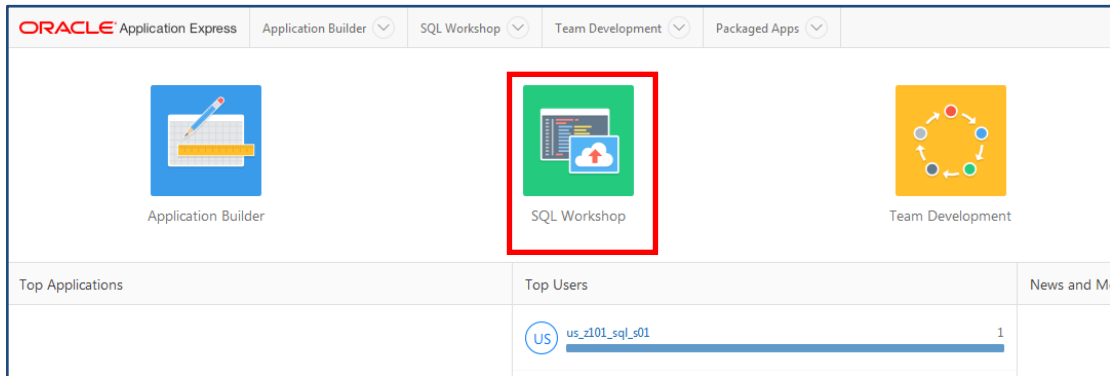 ORACLE Application Express Application Builder SQL Workshop Team Development Packaged Apps
Application Builder SQL Workshop Team Development
Top Applications Top Users News and M
US us_z101_sql_s01 1